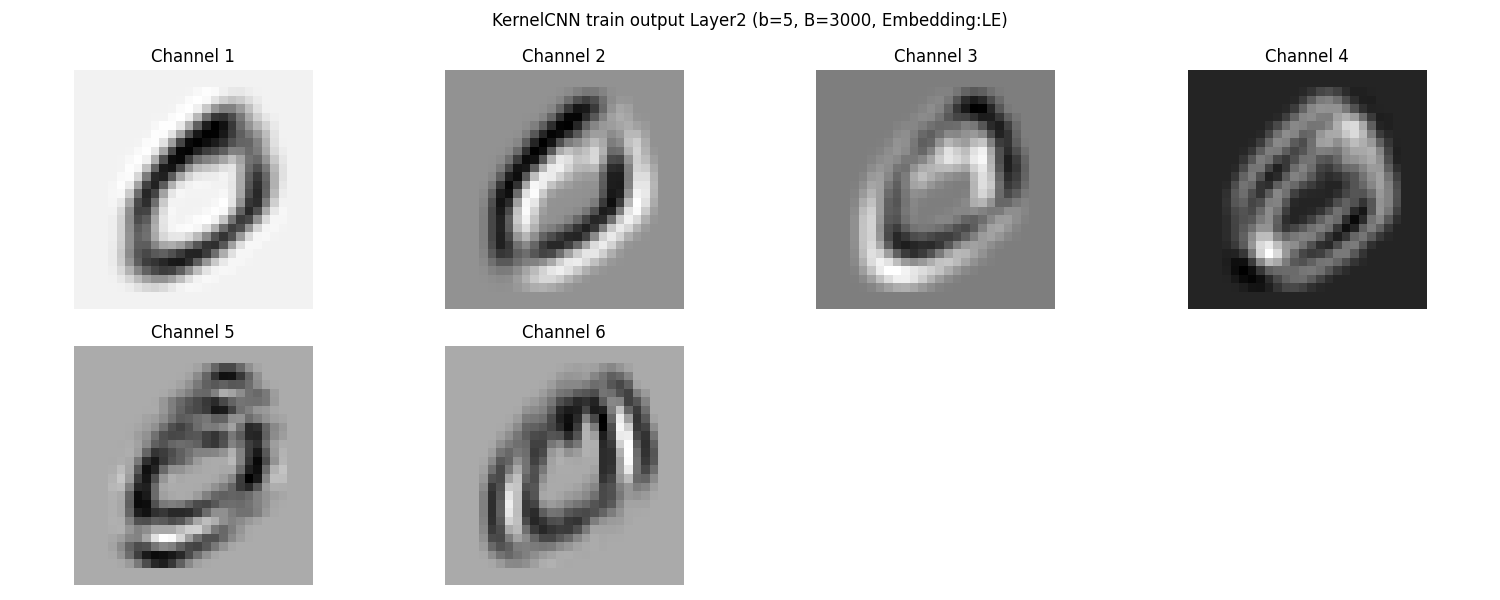 KernelCNN train output Layer2 (b=5, B=3000, Embedding:LE)
Channel 1
Channel 2
Channel 3
Channel 4
Channel 5
Channel 6